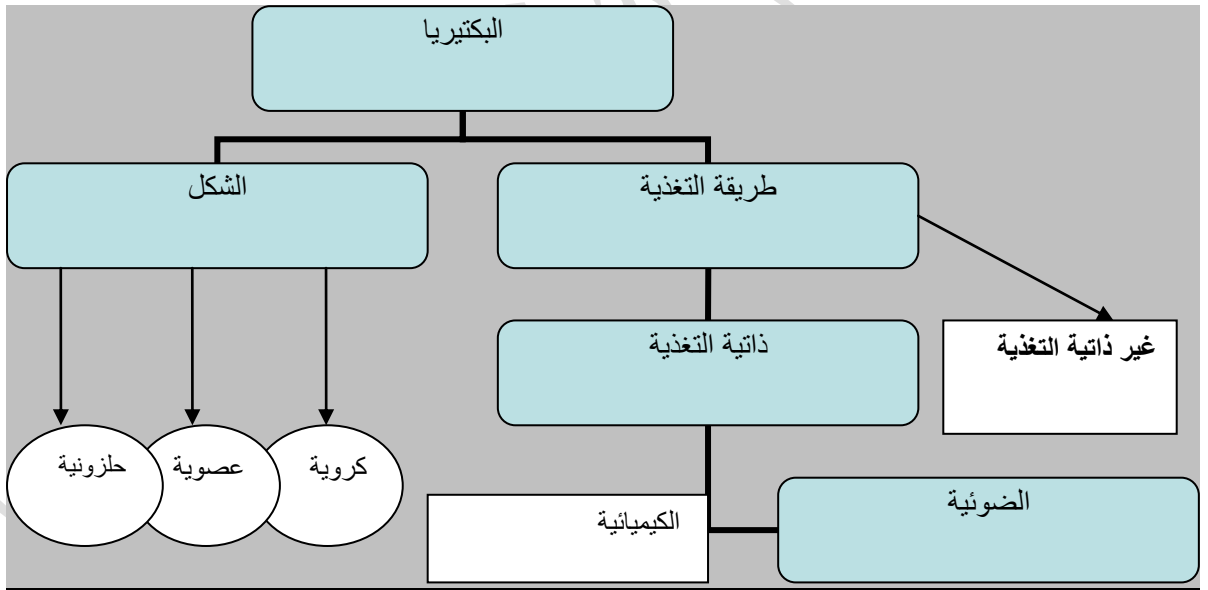 البكتيريا
طريقة التغذية
الشكل
ذاتية التغذية
غير ذاتية التغذية
كروية
عصوية
حلزونية
الضوئية
الكيميائية